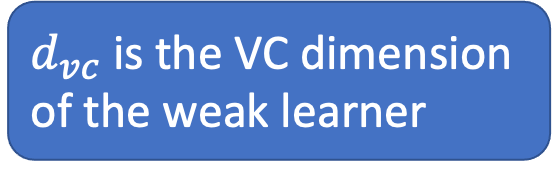 d_vc is the VC dimension
of the weak learner